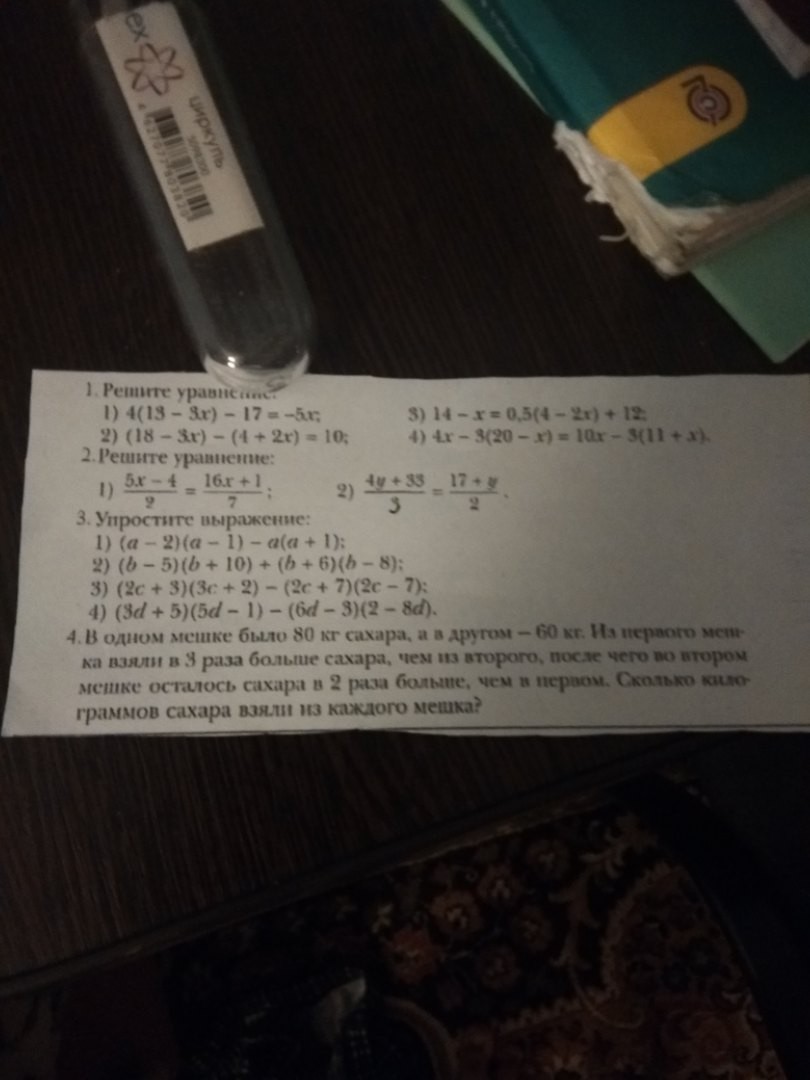 ех
циркуль
1. Решите уравнение:
1) 4(13 − 3x) − 17 = −5x; 3) 14 − x = 0,5(4 − 2x) + 12;
2) (18 − 3x) − (4 + 2x) = 10; 4) 4x − 3(20 − x) = 10x − 3(11 + x).
2. Решите уравнение:
1) (5x − 4)/2 = (16x + 1)/7; 2) (4y + 33)/3 = (17 + y)/2.
3. Упростите выражение:
1) (a − 2)(a − 1) − a(a + 1);
2) (b − 5)(b + 10) + (b + 6)(b − 8);
3) (2c + 3)(3c + 2) − (2c + 7)(2c − 7);
4) (3d + 5)(5d − 1) − (6d − 3)(2 − 8d).
4. В одном мешке было 80 кг сахара, а в другом — 60 кг. Из первого меш-
ка взяли в 3 раза больше сахара, чем из второго, после чего во втором
мешке осталось сахара в 2 раза больше, чем в первом. Сколько кило-
граммов сахара взяли из каждого мешка?